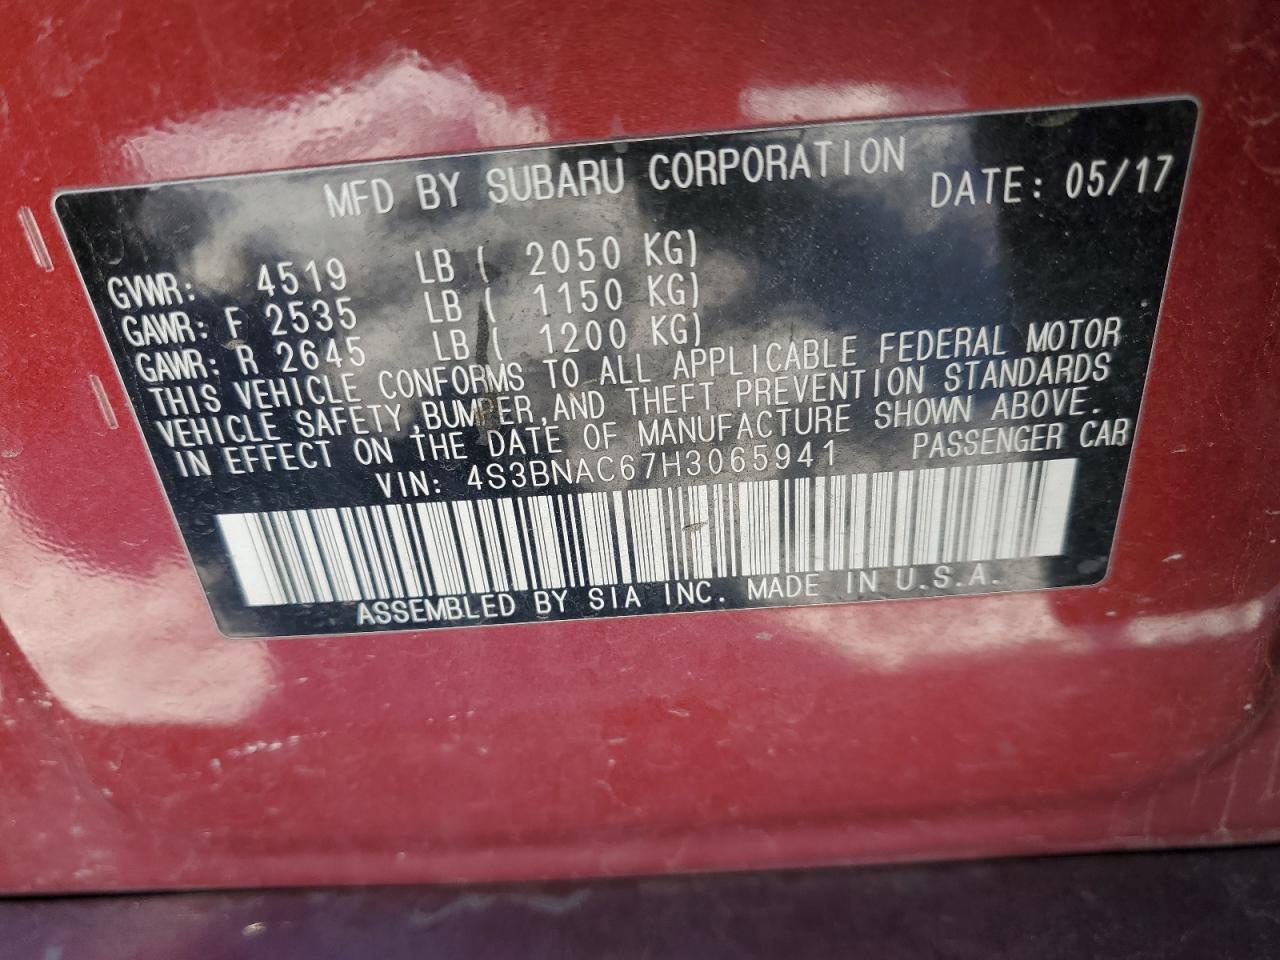 MFD BY SUBARU CORPORATION DATE: 05/17
GVWR: 4519 LB ( 2050 KG)
GAWR: F 2535 LB ( 1150 KG)
GAWR: R 2645 LB ( 1200 KG)
THIS VEHICLE CONFORMS TO ALL APPLICABLE FEDERAL MOTOR
VEHICLE SAFETY,BUMPER,AND THEFT PREVENTION STANDARDS
IN EFFECT ON THE DATE OF MANUFACTURE SHOWN ABOVE.
VIN: 4S3BNAC67H3065941 PASSENGER CAR
ASSEMBLED BY SIA INC. MADE IN U.S.A.